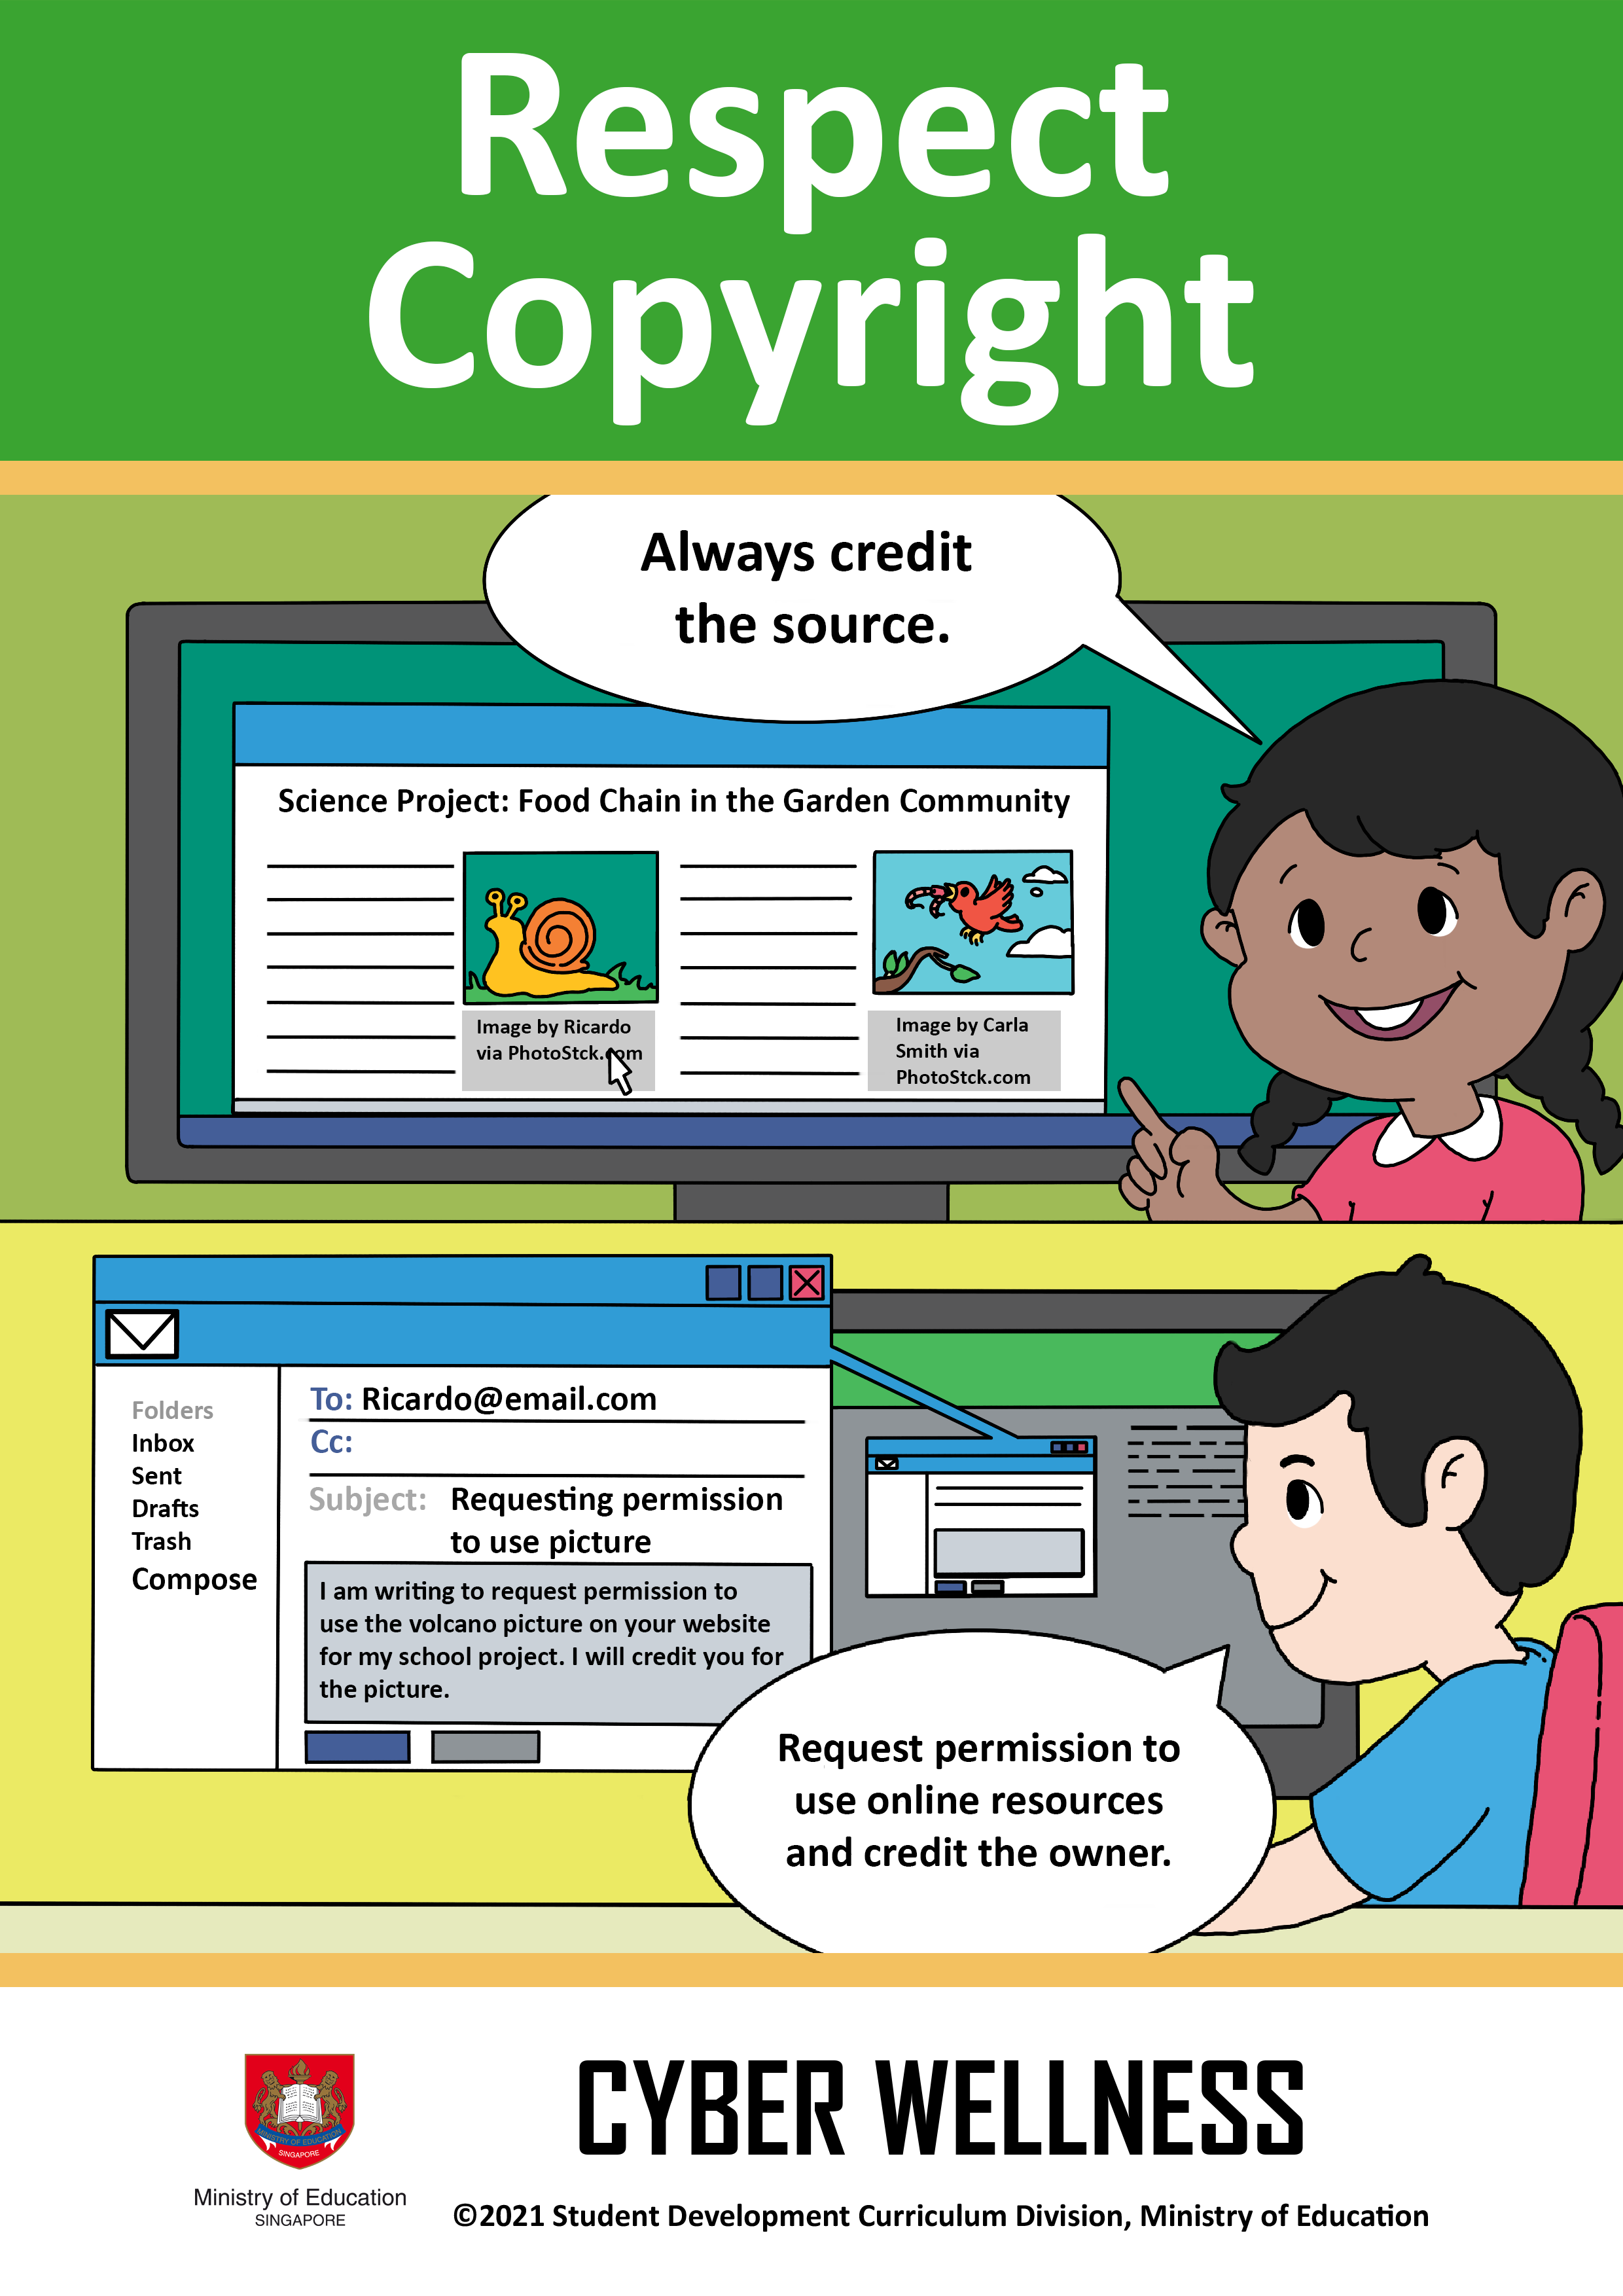 Respect
Copyright
Always credit
the source.
Science Project: Food Chain in the Garden Community
Image by Ricardo
via PhotoStck.com
Image by Carla
Smith via
PhotoStck.com
Folders
Inbox
Sent
Drafts
Trash
Compose
To: Ricardo@email.com
Cc:
Subject: Requesting permission
to use picture
I am writing to request permission to
use the volcano picture on your website
for my school project. I will credit you for
the picture.
Request permission to
use online resources
and credit the owner.
MINISTRY OF EDUCATION
SINGAPORE
Ministry of Education
SINGAPORE
CYBER WELLNESS
©2021 Student Development Curriculum Division, Ministry of Education